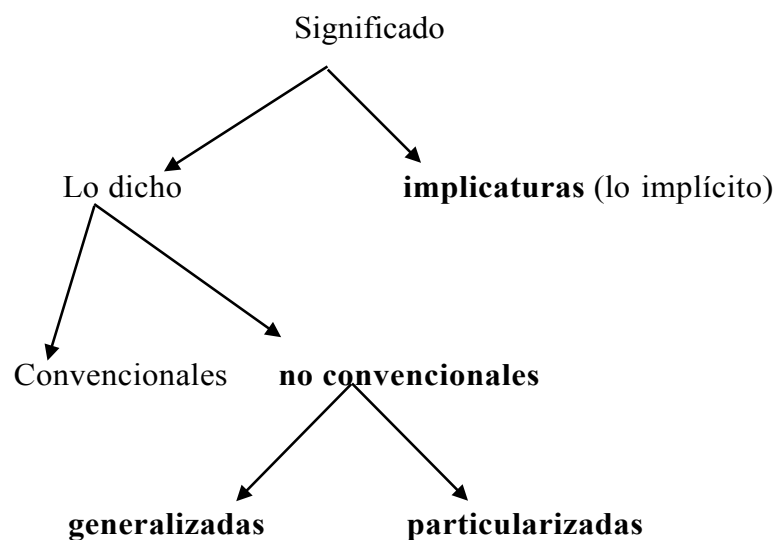 Significado
Lo dicho implicaturas (lo implícito)
Convencionales no convencionales
generalizadas particularizadas